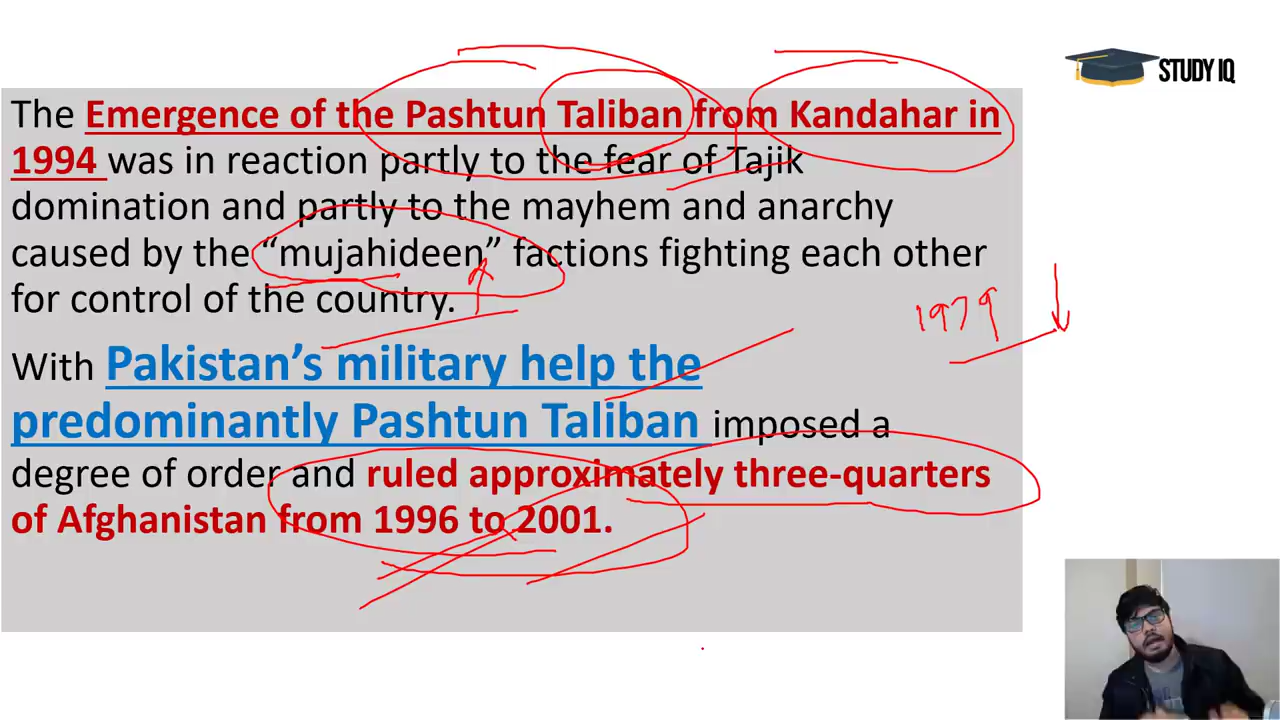 STUDY IQ
The Emergence of the Pashtun Taliban from Kandahar in
1994 was in reaction partly to the fear of Tajik
domination and partly to the mayhem and anarchy
caused by the “mujahideen” factions fighting each other
for control of the country.
1979
With Pakistan’s military help the
predominantly Pashtun Taliban imposed a
degree of order and ruled approximately three-quarters
of Afghanistan from 1996 to 2001.